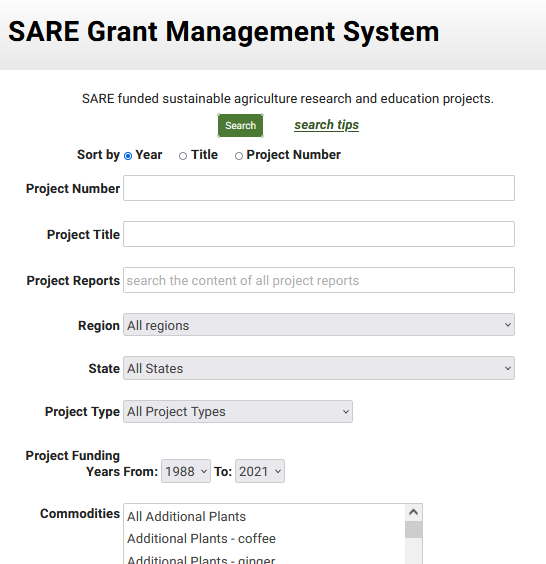 SARE Grant Management System
SARE funded sustainable agriculture research and education projects.
Search search tips
Sort by Year Title Project Number
Project Number
Project Title
Project Reports search the content of all project reports
Region All regions
State All States
Project Type All Project Types
Project Funding
Years From: 1988 To: 2021
Commodities All Additional Plants
Additional Plants - coffee
Additional Plants - ginger